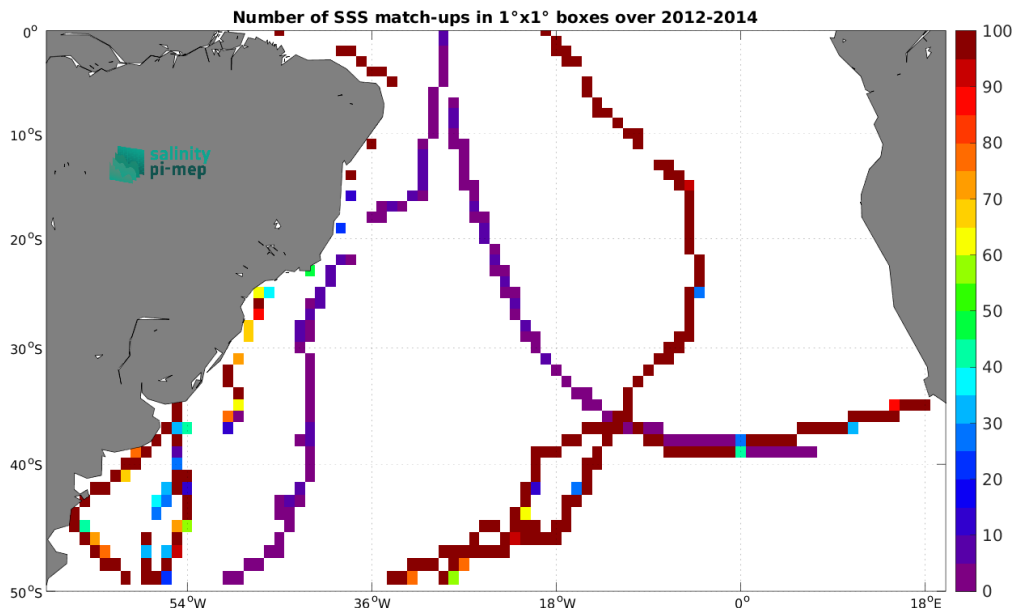 Number of SSS match-ups in 1°x1° boxes over 2012-2014
salinity
pi-mep
0°
10°S
20°S
30°S
40°S
50°S
54°W
36°W
18°W
0°
18°E
100
90
80
70
60
50
40
30
20
10
0